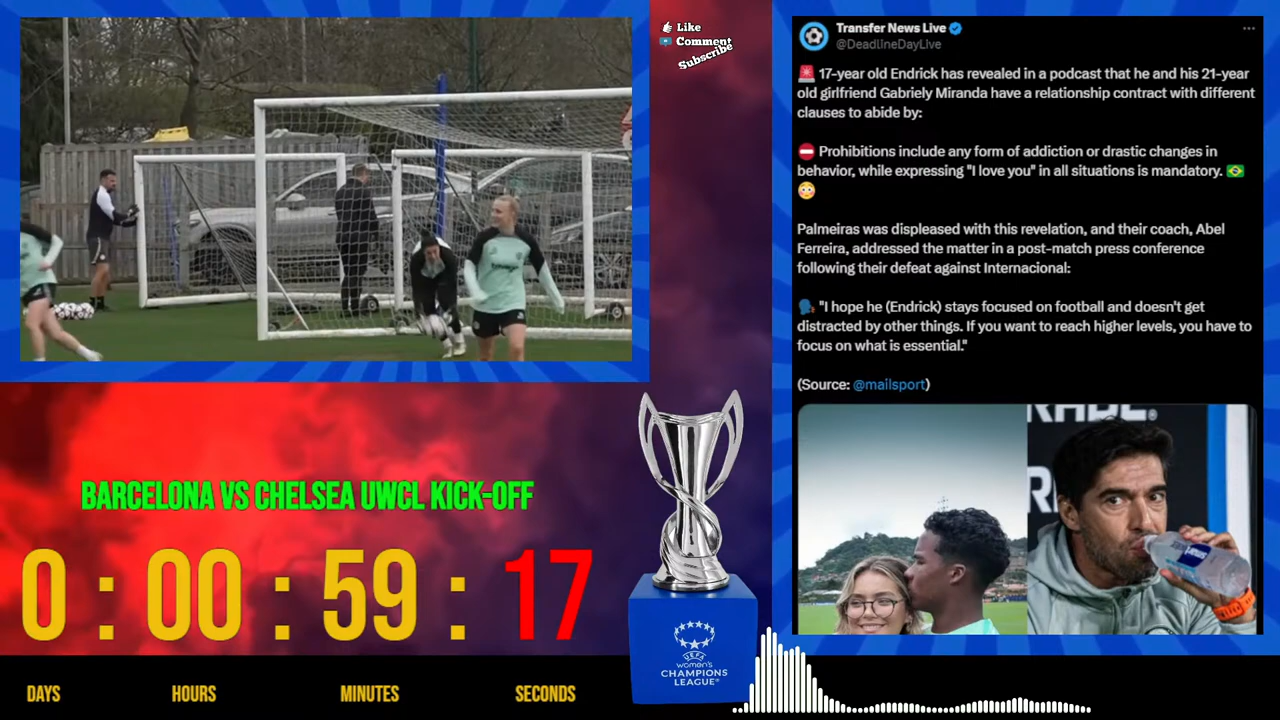 Like
Comment
Subscribe
Transfer News Live
@DeadlineDayLive
🚨 17-year old Endrick has revealed in a podcast that he and his 21-year
old girlfriend Gabriely Miranda have a relationship contract with different
clauses to abide by:
⛔ Prohibitions include any form of addiction or drastic changes in
behavior, while expressing "I love you" in all situations is mandatory. 🇧🇷
😳
Palmeiras was displeased with this revelation, and their coach, Abel
Ferreira, addressed the matter in a post-match press conference
following their defeat against Internacional:
🗣️ "I hope he (Endrick) stays focused on football and doesn't get
distracted by other things. If you want to reach higher levels, you have to
focus on what is essential."
(Source: @mailsport)
BARCELONA VS CHELSEA UWCL KICK-OFF
0 : 00 : 59 : 17
DAYS HOURS MINUTES SECONDS
UEFA
women's
CHAMPIONS
LEAGUE